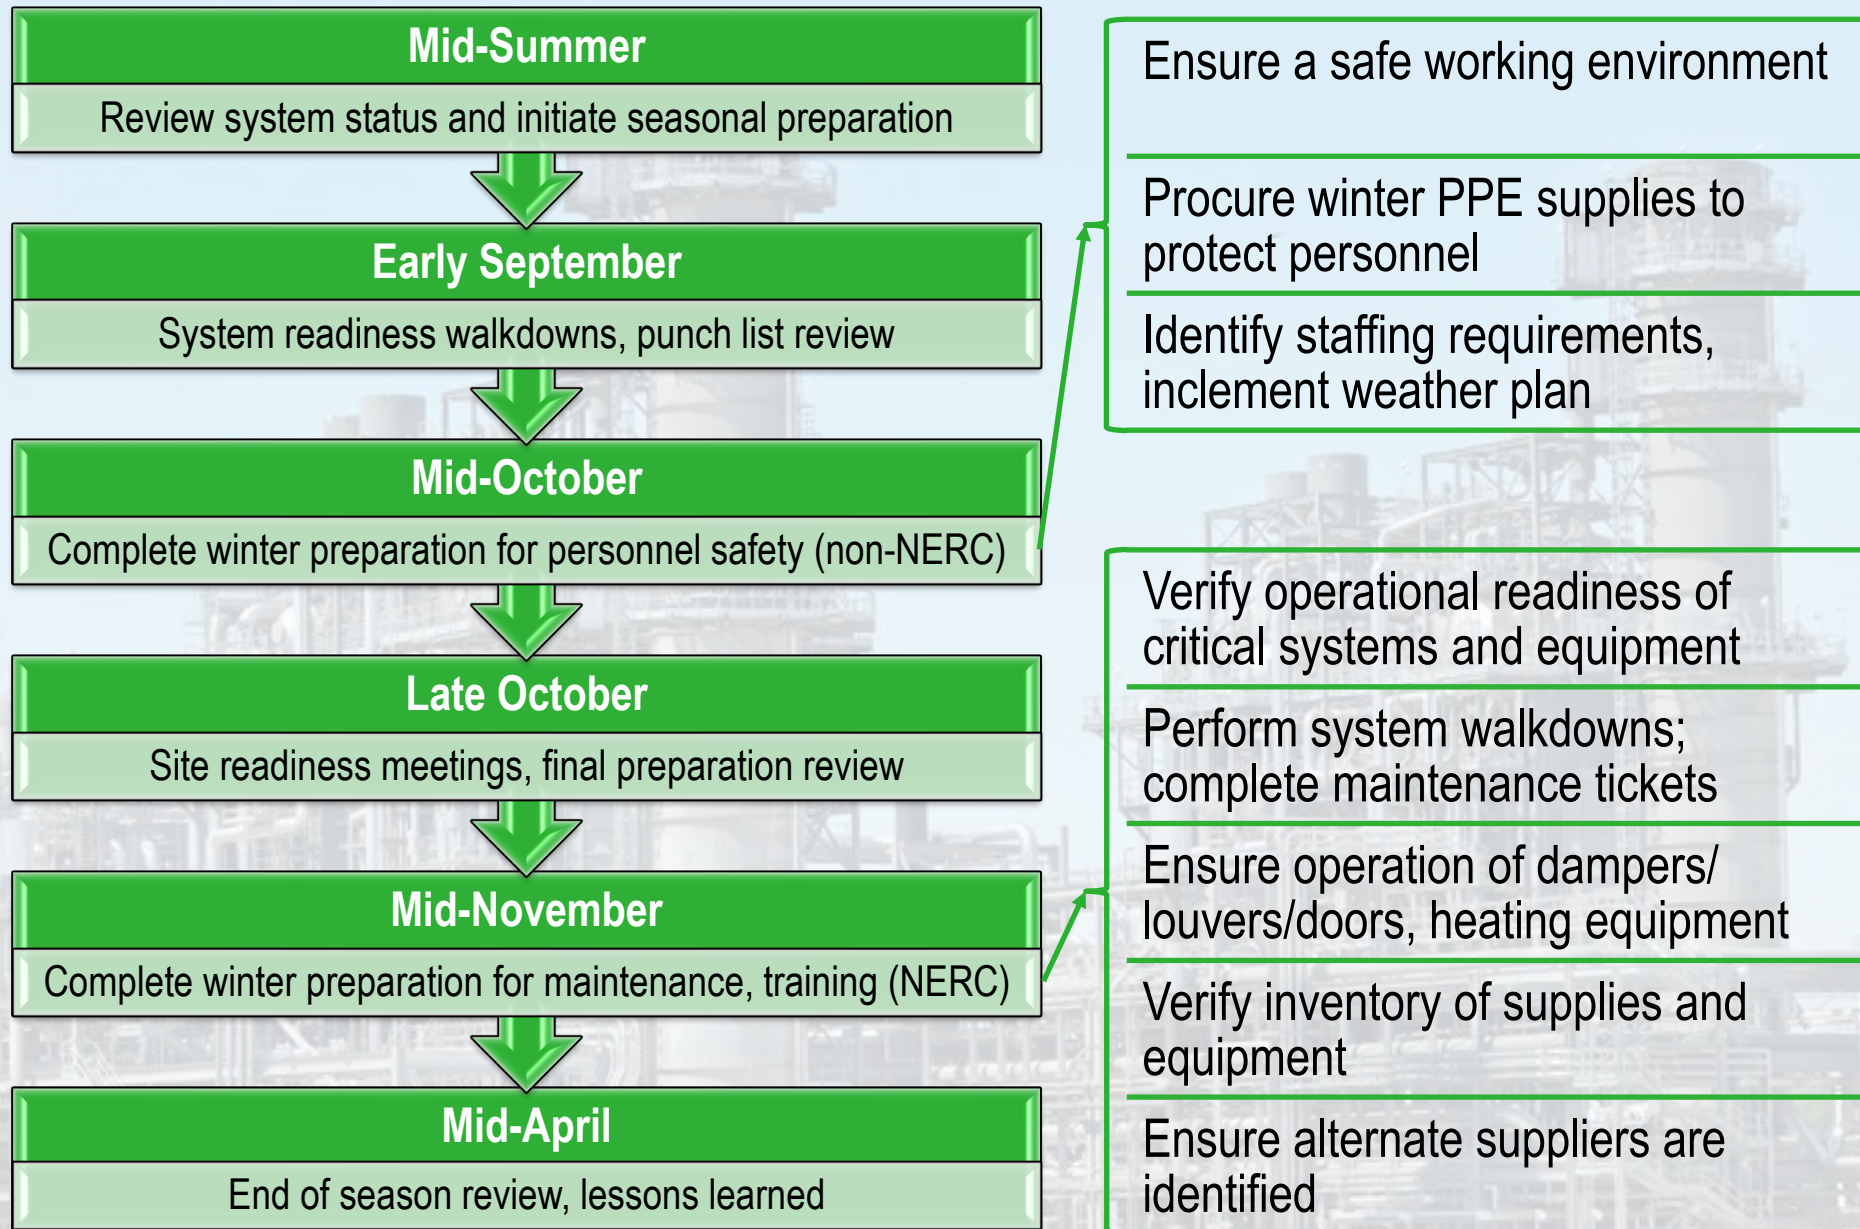 Mid-Summer
Review system status and initiate seasonal preparation
Early September
System readiness walkdowns, punch list review
Mid-October
Complete winter preparation for personnel safety (non-NERC)
Late October
Site readiness meetings, final preparation review
Mid-November
Complete winter preparation for maintenance, training (NERC)
Mid-April
End of season review, lessons learned
Ensure a safe working environment
Procure winter PPE supplies to
protect personnel
Identify staffing requirements,
inclement weather plan
Verify operational readiness of
critical systems and equipment
Perform system walkdowns;
complete maintenance tickets
Ensure operation of dampers/
louvers/doors, heating equipment
Verify inventory of supplies and
equipment
Ensure alternate suppliers are
identified